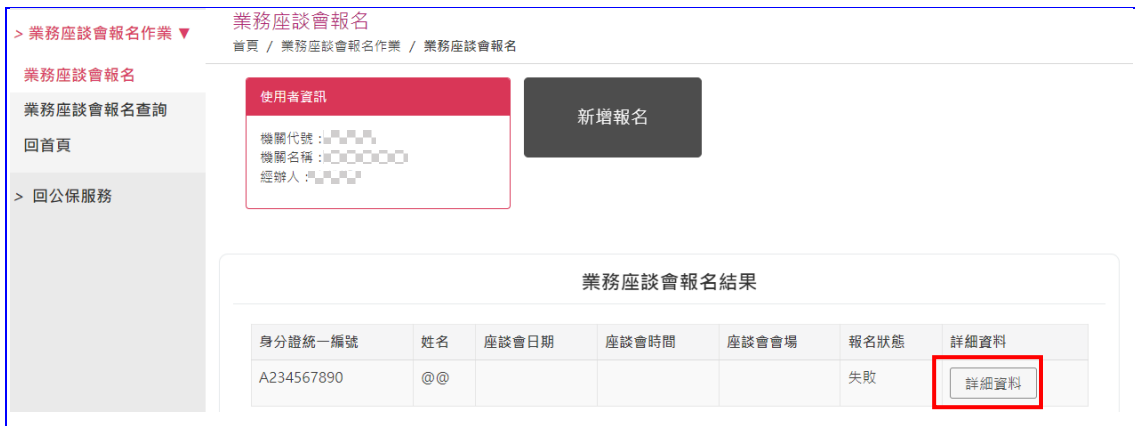 > 業務座談會報名作業 ▼
業務座談會報名
業務座談會報名查詢
回首頁
> 回公保服務
業務座談會報名
首頁 / 業務座談會報名作業 / 業務座談會報名
使用者資訊
機關代號：
機關名稱：
經辦人：
新增報名
業務座談會報名結果
身分證統一編號 姓名 座談會日期 座談會時間 座談會會場 報名狀態 詳細資料
A234567890 @@ 失敗 詳細資料